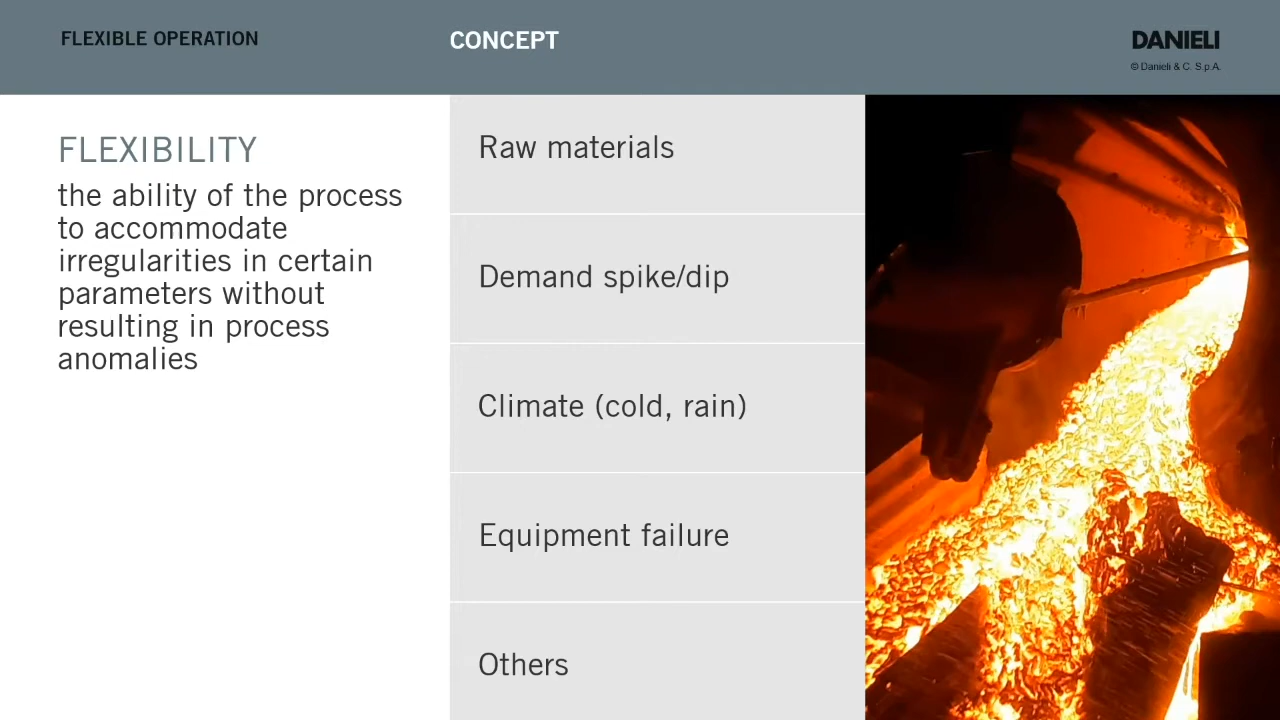 FLEXIBLE OPERATION
CONCEPT
DANIELI
© Danieli & C. S.p.A.
FLEXIBILITY
the ability of the process
to accommodate
irregularities in certain
parameters without
resulting in process
anomalies
Raw materials
Demand spike/dip
Climate (cold, rain)
Equipment failure
Others